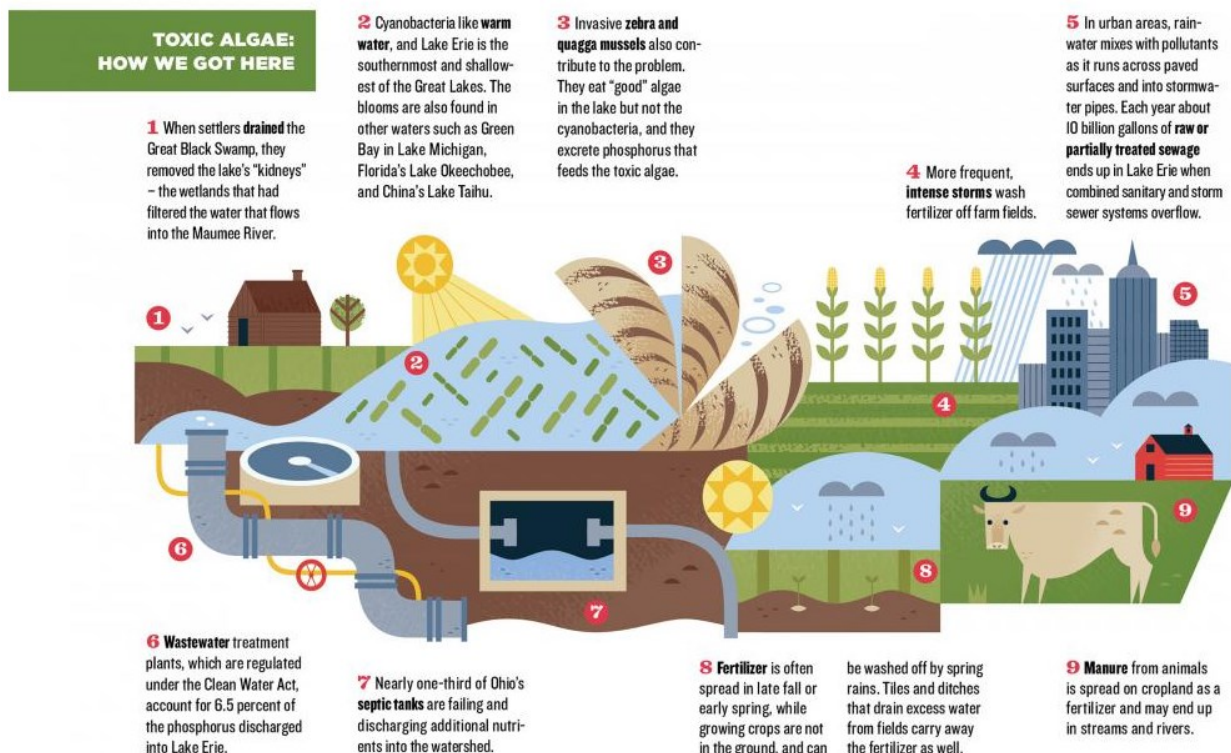 TOXIC ALGAE:
HOW WE GOT HERE
1 When settlers drained the
Great Black Swamp, they
removed the lake's “kidneys”
– the wetlands that had
filtered the water that flows
into the Maumee River.
2 Cyanobacteria like warm
water, and Lake Erie is the
southernmost and shallow-
est of the Great Lakes. The
blooms are also found in
other waters such as Green
Bay in Lake Michigan,
Florida's Lake Okeechobee,
and China's Lake Taihu.
3 Invasive zebra and
quagga mussels also con-
tribute to the problem.
They eat “good” algae
in the lake but not the
cyanobacteria, and they
excrete phosphorus that
feeds the toxic algae.
4 More frequent,
intense storms wash
fertilizer off farm fields.
5 In urban areas, rain-
water mixes with pollutants
as it runs across paved
surfaces and into stormwa-
ter pipes. Each year about
10 billion gallons of raw or
partially treated sewage
ends up in Lake Erie when
combined sanitary and storm
sewer systems overflow.
1
2
3
4
5
6
7
8
9
6 Wastewater treatment
plants, which are regulated
under the Clean Water Act,
account for 6.5 percent of
the phosphorus discharged
into Lake Erie.
7 Nearly one-third of Ohio's
septic tanks are failing and
discharging additional nutri-
ents into the watershed.
8 Fertilizer is often
spread in late fall or
early spring, while
growing crops are not
in the ground, and can
be washed off by spring
rains. Tiles and ditches
that drain excess water
from fields carry away
the fertilizer as well.
9 Manure from animals
is spread on cropland as a
fertilizer and may end up
in streams and rivers.